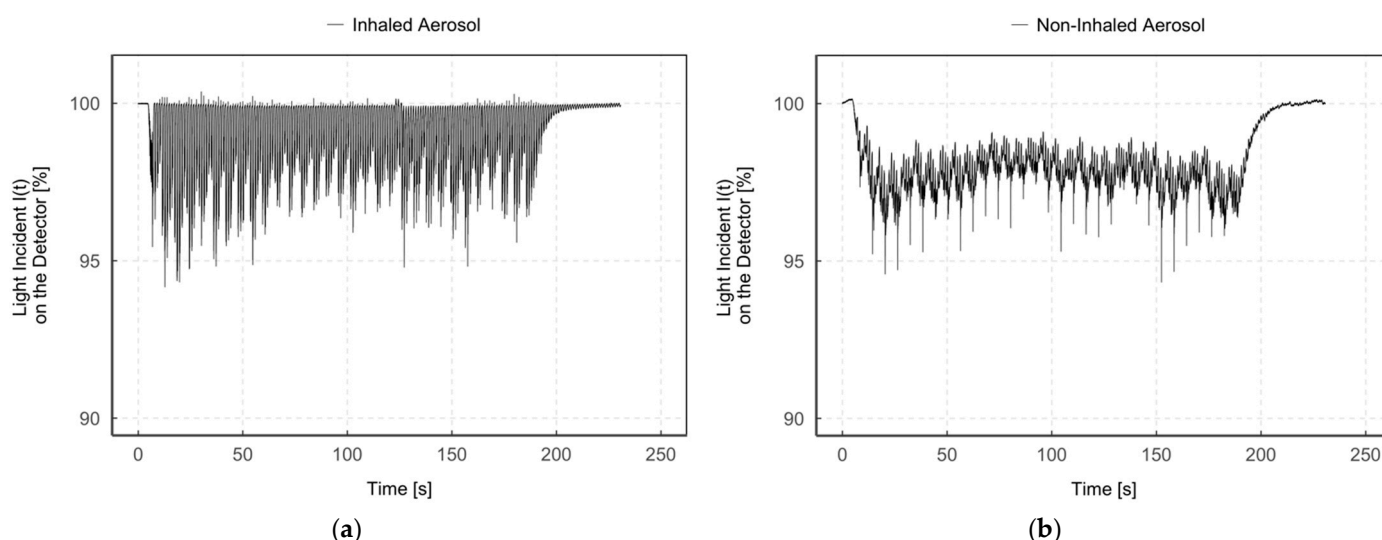 — Inhaled Aerosol
Light Incident I(t)
on the Detector [%]
100
95
90
0 50 100 150 200 250
Time [s]
(a)
— Non-Inhaled Aerosol
Light Incident I(t)
on the Detector [%]
100
95
90
0 50 100 150 200 250
Time [s]
(b)